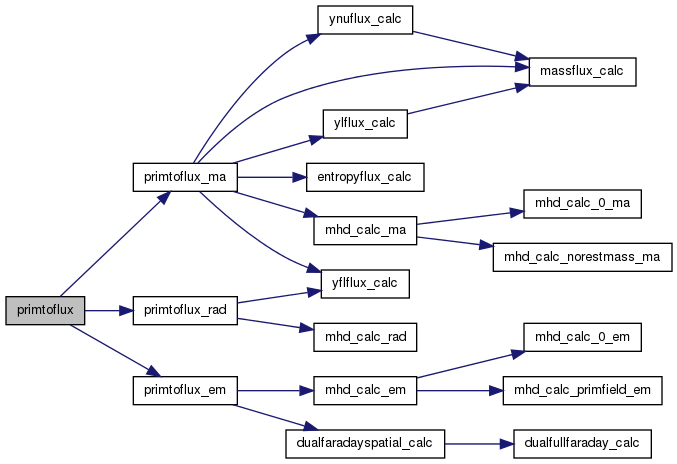 ynuflux_calc
massflux_calc
ylflux_calc
primtoflux_ma
entropyflux_calc
mhd_calc_0_ma
mhd_calc_ma
mhd_calc_norestmass_ma
yflflux_calc
primtoflux
primtoflux_rad
mhd_calc_rad
mhd_calc_0_em
primtoflux_em
mhd_calc_em
mhd_calc_primfield_em
dualfaradayspatial_calc
dualfullfaraday_calc